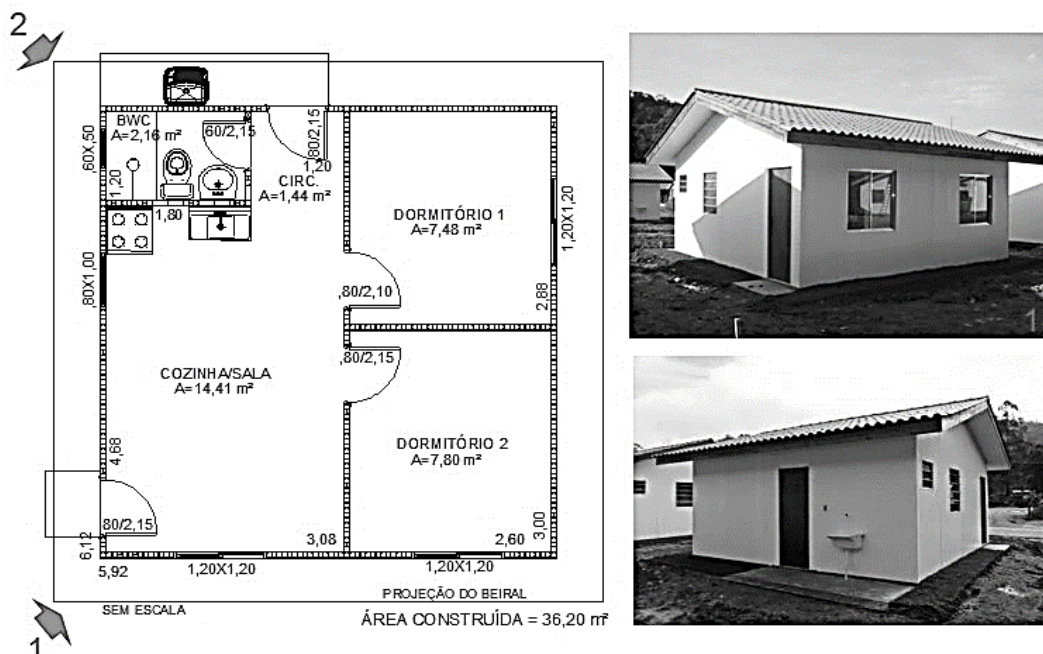 2
BWC
A=2,16 m²
,60X,50
1,20
60/2,15
80/2,15
1,20
CIRC.
A=1,44 m²
1,80
DORMITÓRIO 1
A=7,48 m²
1,20X1,20
2,88
,80X1,00
,80/2,10
,80/2,15
COZINHA/SALA
A=14,41 m²
DORMITÓRIO 2
A=7,80 m²
4,68
80/2,15
6,12
3,08
2,60
3,00
5,92
1,20X1,20
1,20X1,20
SEM ESCALA
PROJEÇÃO DO BEIRAL
ÁREA CONSTRUÍDA = 36,20 m²
1
1